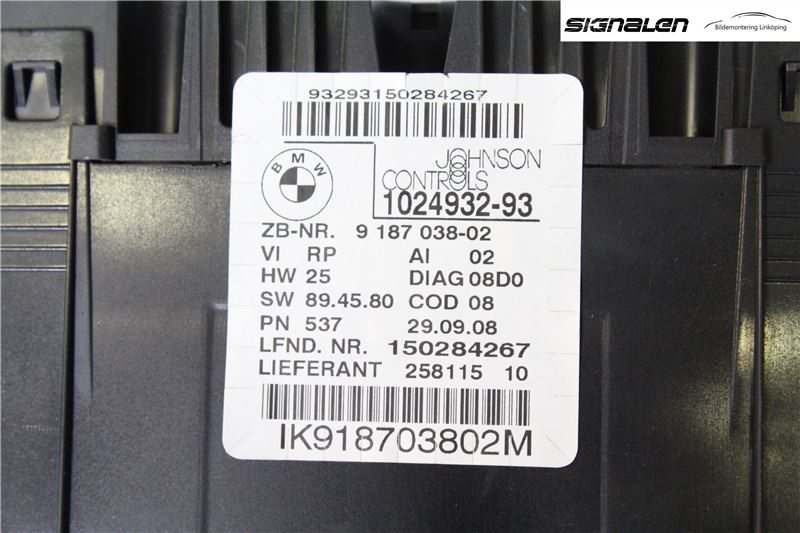 SIGNALEN
Bildemontering Linköping
93293150284267
BMW
JOHNSON
CONTROLS
1024932-93
ZB-NR. 9 187 038-02
VI RP AI 02
HW 25 DIAG 08D0
SW 89.45.80 COD 08
PN 537 29.09.08
LFND. NR. 150284267
LIEFERANT 258115 10
IK918703802M